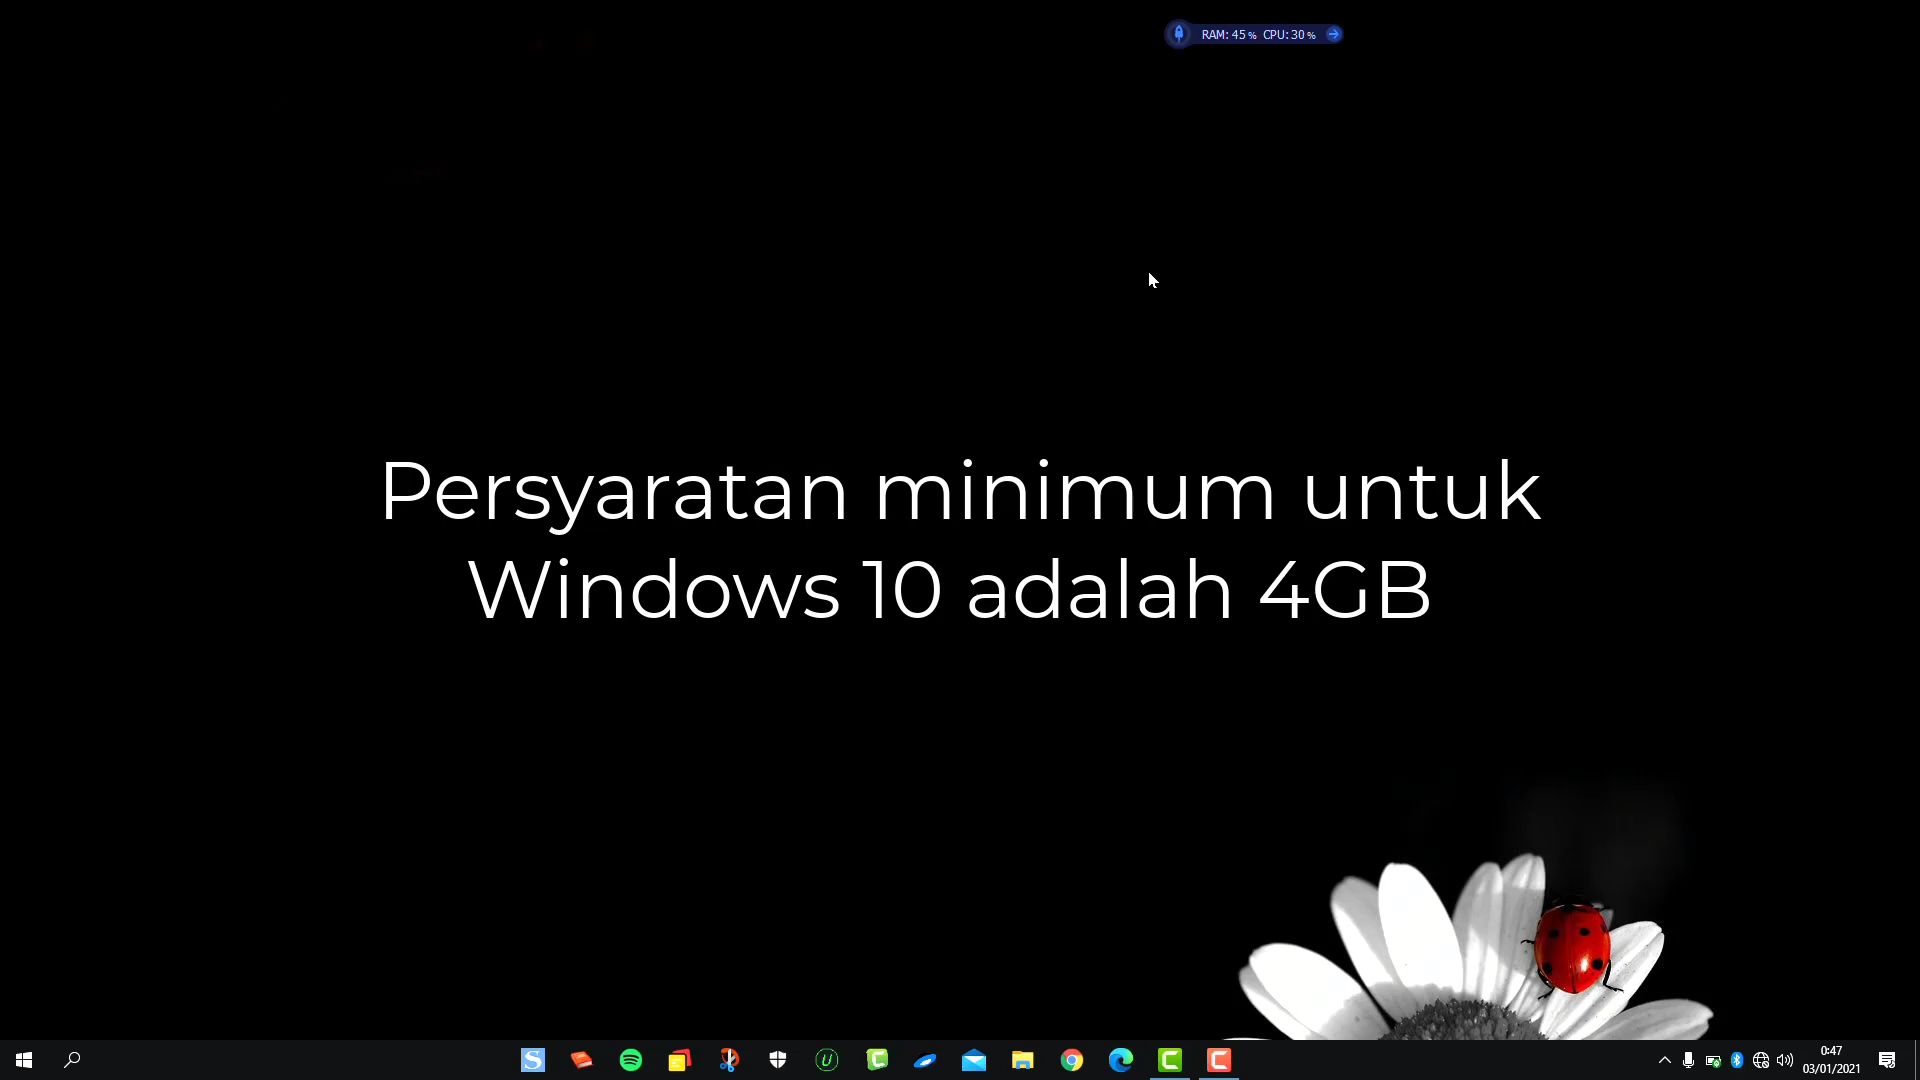 RAM: 45 % CPU: 30 %
Persyaratan minimum untuk
Windows 10 adalah 4GB
0:47
03/01/2021